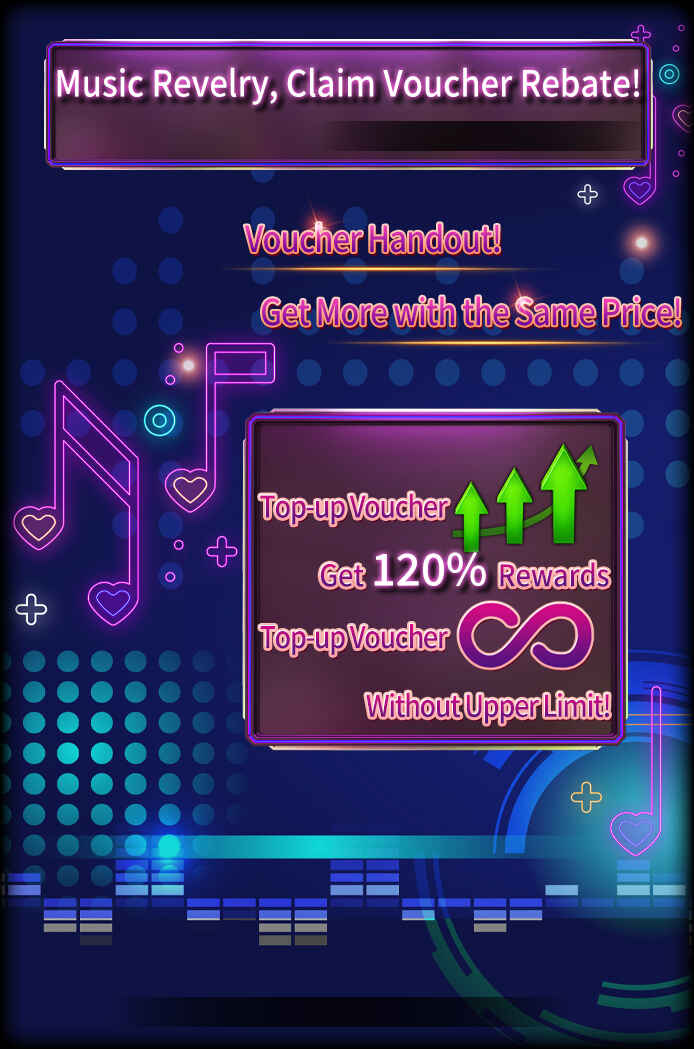 Music Revelry, Claim Voucher Rebate!
Voucher Handout!
Get More with the Same Price!
Top-up Voucher
Get 120% Rewards
Top-up Voucher
Without Upper Limit!